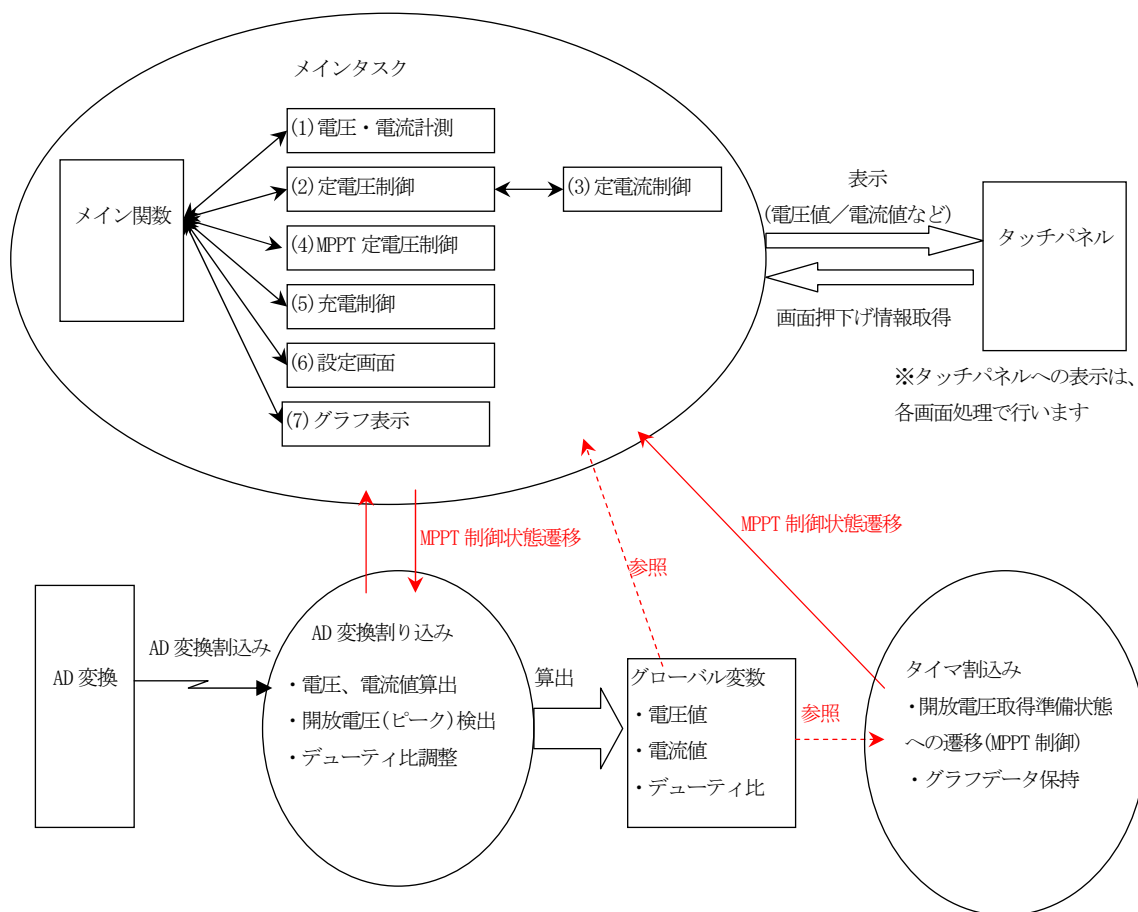 メインタスク
(1)電圧・電流計測
(2)定電圧制御
(3)定電流制御
メイン関数
(4)MPPT 定電圧制御
(5)充電制御
(6)設定画面
(7)グラフ表示
表示
(電圧値／電流値など)
タッチパネル
画面押下げ情報取得
※タッチパネルへの表示は、
各画面処理で行います
MPPT 制御状態遷移
参照
MPPT 制御状態遷移
AD 変換
AD 変換割込み
AD 変換割り込み
・電圧、電流値算出
・開放電圧(ピーク)検出
・デューティ比調整
算出
グローバル変数
・電圧値
・電流値
・デューティ比
参照
タイマ割込み
・開放電圧取得準備状態
への遷移(MPPT 制御)
・グラフデータ保持